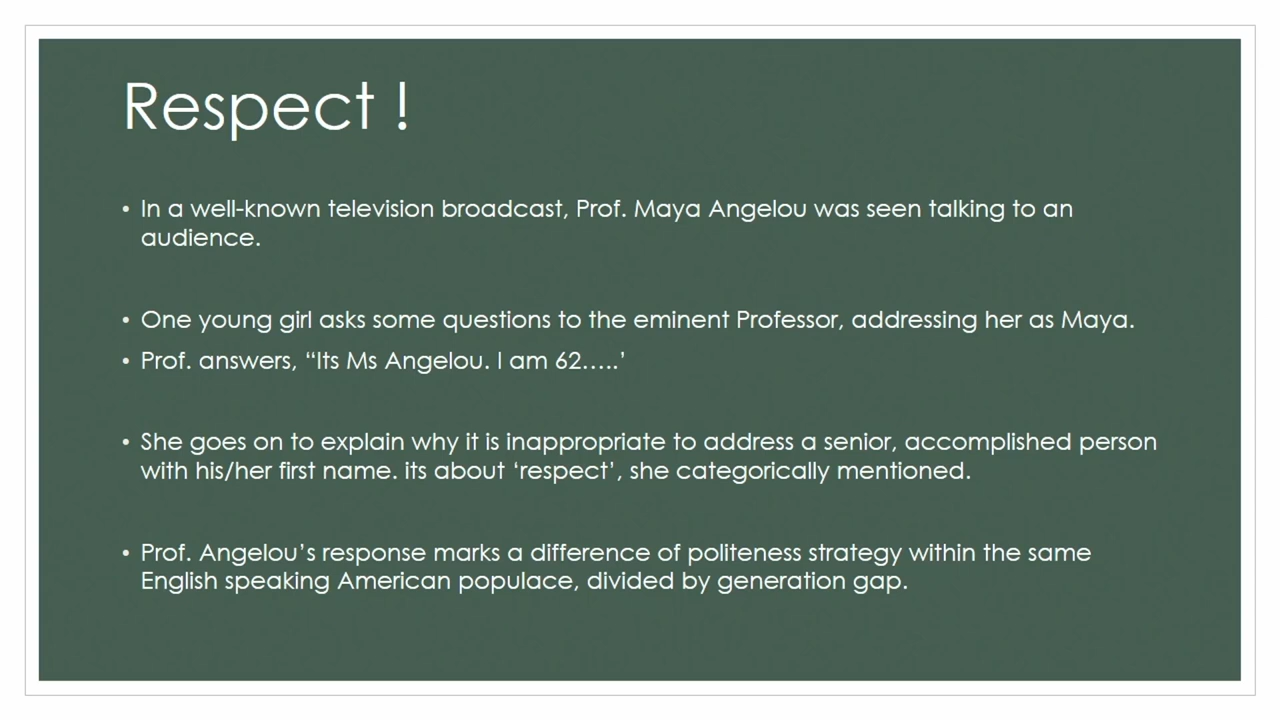 Respect !
• In a well-known television broadcast, Prof. Maya Angelou was seen talking to an
audience.
• One young girl asks some questions to the eminent Professor, addressing her as Maya.
• Prof. answers, “Its Ms Angelou. I am 62…..’
• She goes on to explain why it is inappropriate to address a senior, accomplished person
with his/her first name. its about ‘respect’, she categorically mentioned.
• Prof. Angelou’s response marks a difference of politeness strategy within the same
English speaking American populace, divided by generation gap.